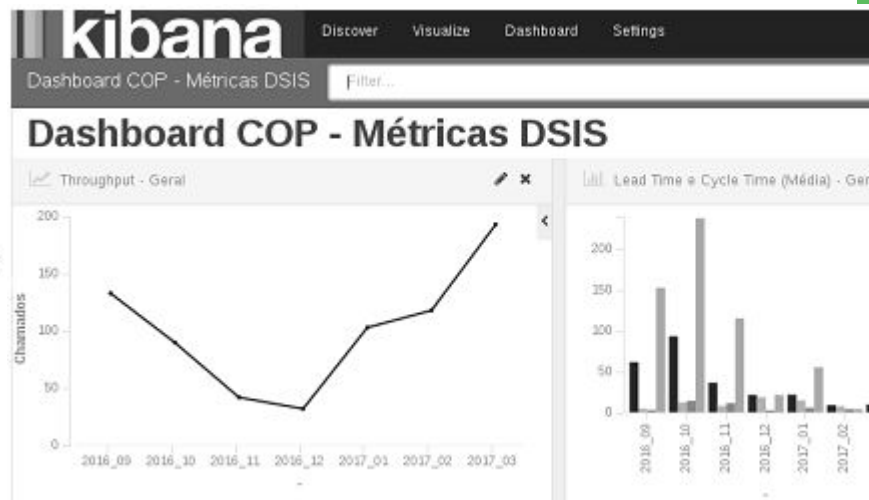 kibana
Discover Visualize Dashboard Settings
Dashboard COP - Métricas DSIS
Filter...
Dashboard COP - Métricas DSIS
Throughput - Geral
200
150
100
50
0
Chamados
2016_09 2016_10 2016_11 2016_12 2017_01 2017_02 2017_03
Lead Time e Cycle Time (Média) - Ger
200
150
100
50
0
2016_09 2016_10 2016_11 2016_12 2017_01 2017_02